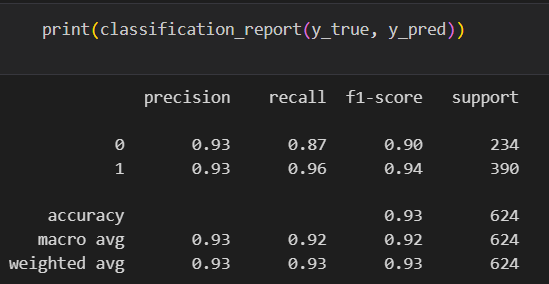 print(classification_report(y_true, y_pred))
precision recall f1-score support
0 0.93 0.87 0.90 234
1 0.93 0.96 0.94 390
accuracy 0.93 624
macro avg 0.93 0.92 0.92 624
weighted avg 0.93 0.93 0.93 624